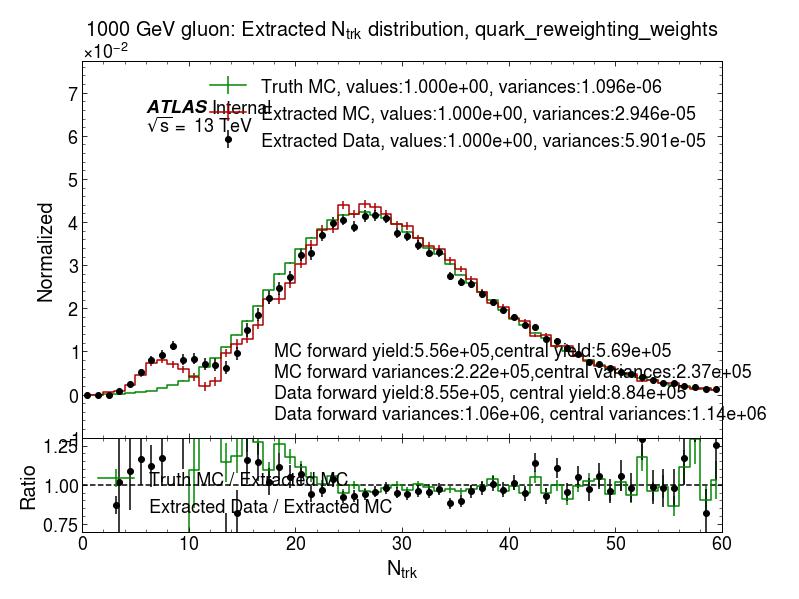 1000 GeV gluon: Extracted Ntrk distribution, quark_reweighting_weights
×10−2
Truth MC, values:1.000e+00, variances:1.096e-06
ATLAS Internal
Extracted MC, values:1.000e+00, variances:2.946e-05
√s = 13 TeV
Extracted Data, values:1.000e+00, variances:5.901e-05
7
6
5
4
3
2
1
0
−1
Normalized
MC forward yield:5.56e+05,central yield:5.69e+05
MC forward variances:2.22e+05,central variances:2.37e+05
Data forward yield:8.55e+05, central yield:8.84e+05
Data forward variances:1.06e+06, central variances:1.14e+06
1.25
1.00
0.75
Ratio
Truth MC / Extracted MC
Extracted Data / Extracted MC
0 10 20 30 40 50 60
Ntrk